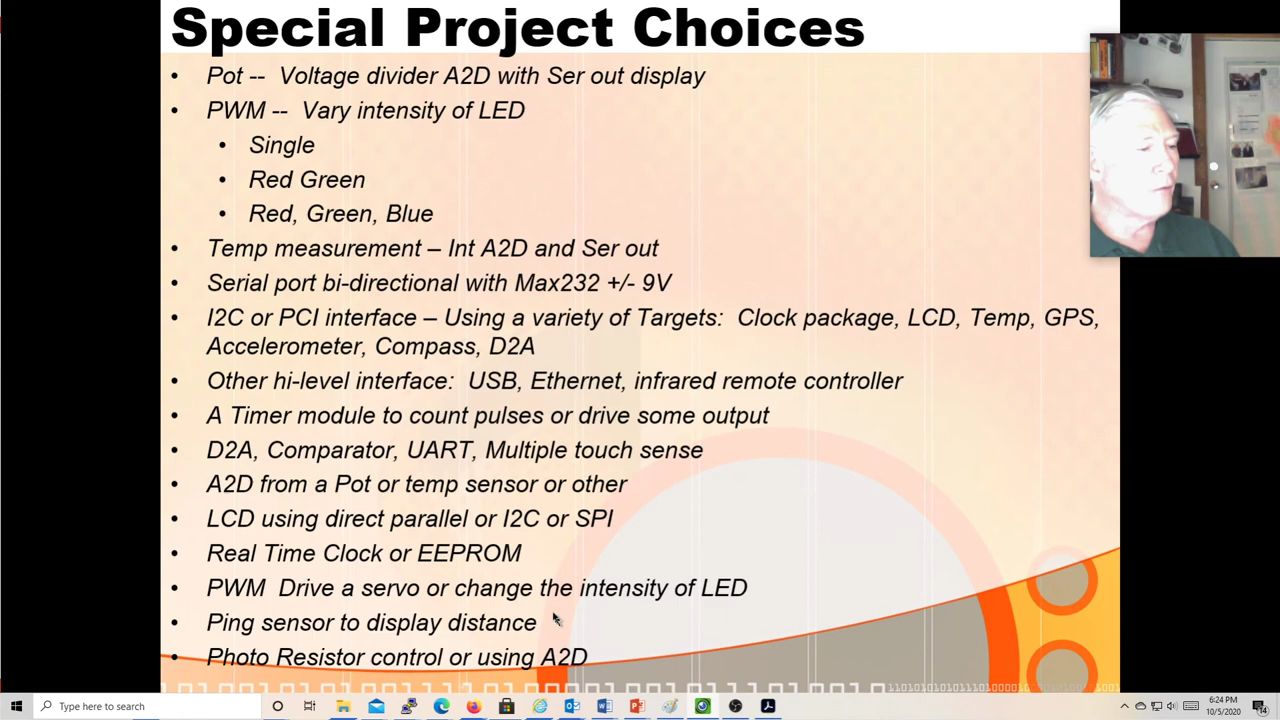 Special Project Choices
• Pot -- Voltage divider A2D with Ser out display
• PWM -- Vary intensity of LED
• Single
• Red Green
• Red, Green, Blue
• Temp measurement – Int A2D and Ser out
• Serial port bi-directional with Max232 +/- 9V
• I2C or PCI interface – Using a variety of Targets: Clock package, LCD, Temp, GPS,
Accelerometer, Compass, D2A
• Other hi-level interface: USB, Ethernet, infrared remote controller
• A Timer module to count pulses or drive some output
• D2A, Comparator, UART, Multiple touch sense
• A2D from a Pot or temp sensor or other
• LCD using direct parallel or I2C or SPI
• Real Time Clock or EEPROM
• PWM Drive a servo or change the intensity of LED
• Ping sensor to display distance
• Photo Resistor control or using A2D
Type here to search
6:24 PM
10/5/2020
14